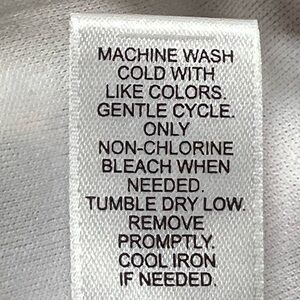 MACHINE WASH
COLD WITH
LIKE COLORS.
GENTLE CYCLE.
ONLY
NON-CHLORINE
BLEACH WHEN
NEEDED.
TUMBLE DRY LOW.
REMOVE
PROMPTLY.
COOL IRON
IF NEEDED.